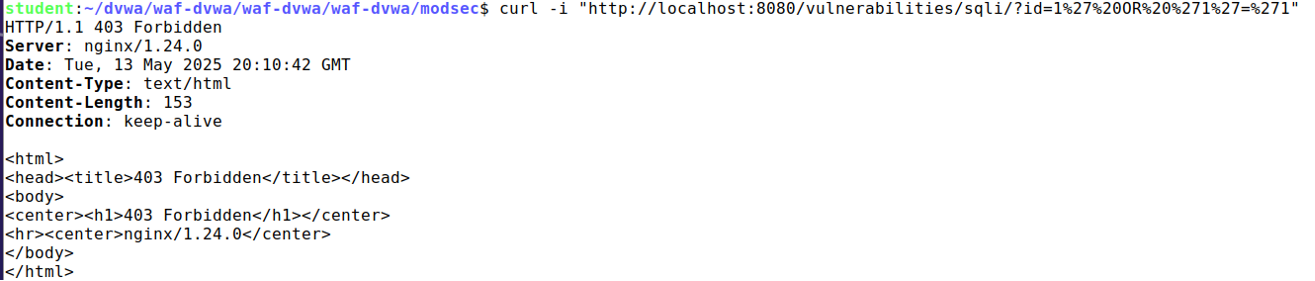 student:~/dvwa/waf-dvwa/waf-dvwa/waf-dvwa/modsec$ curl -i "http://localhost:8080/vulnerabilities/sqli/?id=1%27%20OR%20%271%27=%271"
HTTP/1.1 403 Forbidden
Server: nginx/1.24.0
Date: Tue, 13 May 2025 20:10:42 GMT
Content-Type: text/html
Content-Length: 153
Connection: keep-alive

<html>
<head><title>403 Forbidden</title></head>
<body>
<center><h1>403 Forbidden</h1></center>
<hr><center>nginx/1.24.0</center>
</body>
</html>